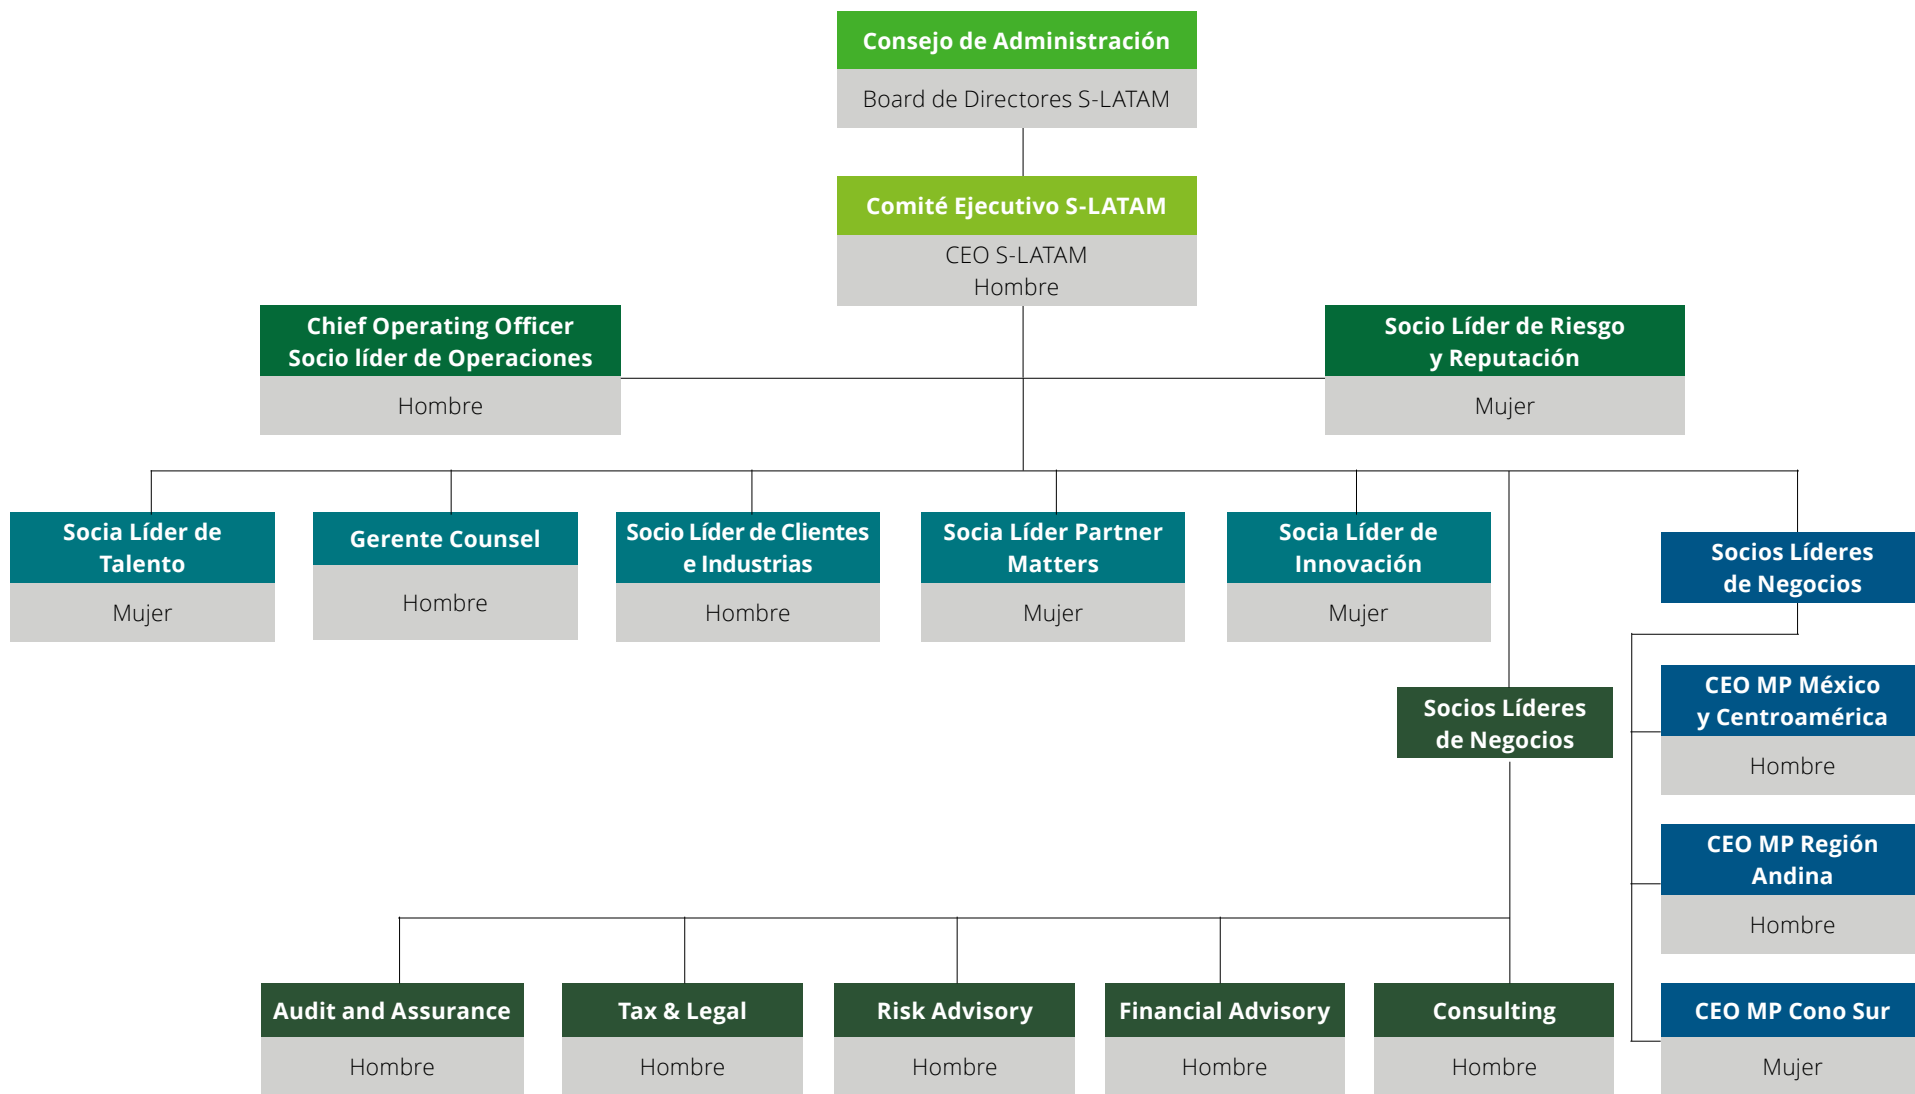 Consejo de Administración
Board de Directores S-LATAM
Comité Ejecutivo S-LATAM
CEO S-LATAM
Hombre
Chief Operating Officer
Socio líder de Operaciones
Hombre
Socio Líder de Riesgo
y Reputación
Mujer
Socia Líder de
Talento
Mujer
Gerente Counsel
Hombre
Socio Líder de Clientes
e Industrias
Hombre
Socia Líder Partner
Matters
Mujer
Socia Líder de
Innovación
Mujer
Socios Líderes
de Negocios
CEO MP México
y Centroamérica
Hombre
CEO MP Región
Andina
Hombre
CEO MP Cono Sur
Mujer
Socios Líderes
de Negocios
Audit and Assurance
Hombre
Tax & Legal
Hombre
Risk Advisory
Hombre
Financial Advisory
Hombre
Consulting
Hombre